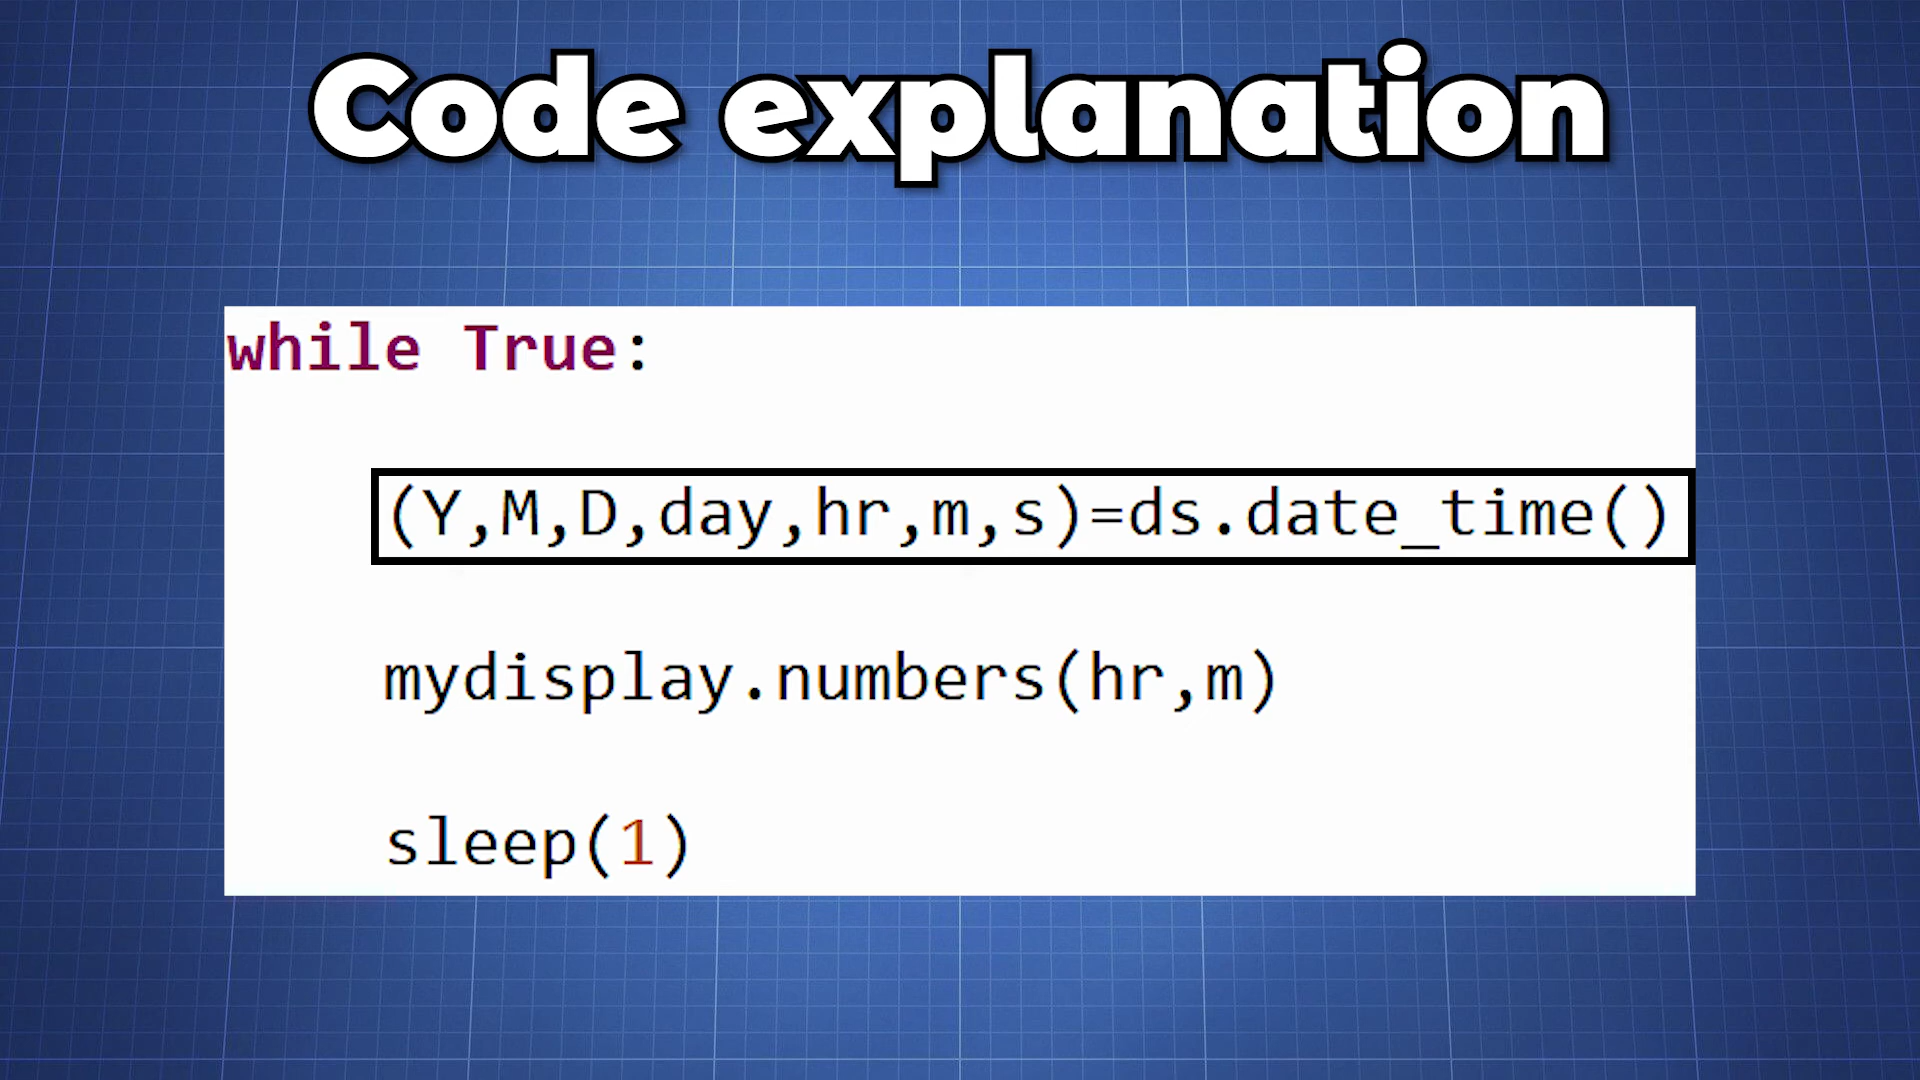 Code explanation
while True:
(Y,M,D,day,hr,m,s)=ds.date_time()
mydisplay.numbers(hr,m)
sleep(1)